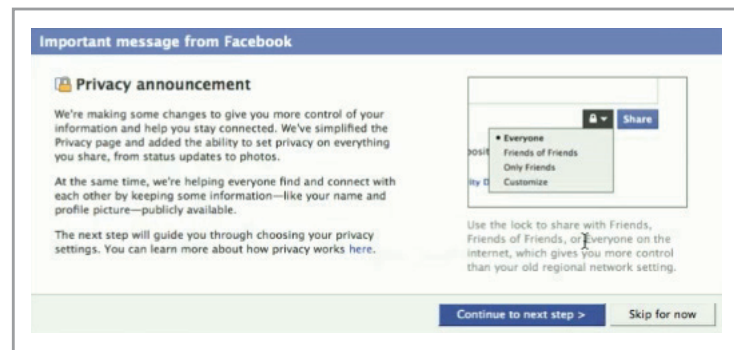 Important message from Facebook
Privacy announcement
We're making some changes to give you more control of your
information and help you stay connected. We've simplified the
Privacy page and added the ability to set privacy on everything
you share, from status updates to photos.
At the same time, we're helping everyone find and connect with
each other by keeping some information—like your name and
profile picture—publicly available.
The next step will guide you through choosing your privacy
settings. You can learn more about how privacy works here.
Share
• Everyone
Friends of Friends
Only Friends
Customize
Use the lock to share with Friends,
Friends of Friends, or Everyone on the
internet, which gives you more control
than your old regional network setting.
Continue to next step >
Skip for now